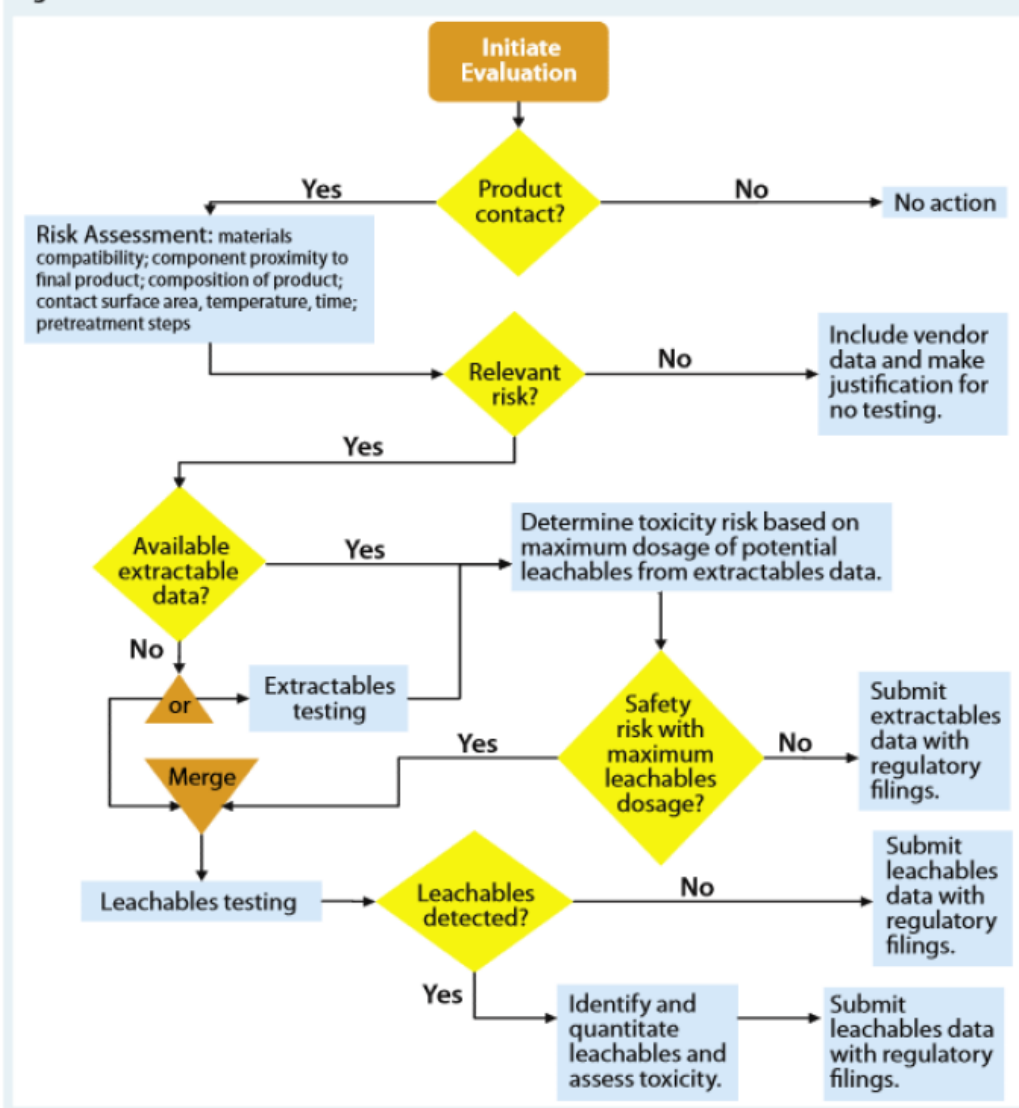 Initiate
Evaluation
Product
contact?
Yes
No
No action
Risk Assessment: materials
compatibility; component proximity to
final product; composition of product;
contact surface area, temperature, time;
pretreatment steps
Relevant
risk?
No
Include vendor
data and make
justification for
no testing.
Yes
Available
extractable
data?
Yes
Determine toxicity risk based on
maximum dosage of potential
leachables from extractables data.
No
or
Extractables
testing
Safety
risk with
maximum
leachables
dosage?
Yes
No
Submit
extractables
data with
regulatory
filings.
Merge
Leachables testing
Leachables
detected?
No
Submit
leachables
data with
regulatory
filings.
Yes
Identify and
quantitate
leachables and
assess toxicity.
Submit
leachables data
with regulatory
filings.